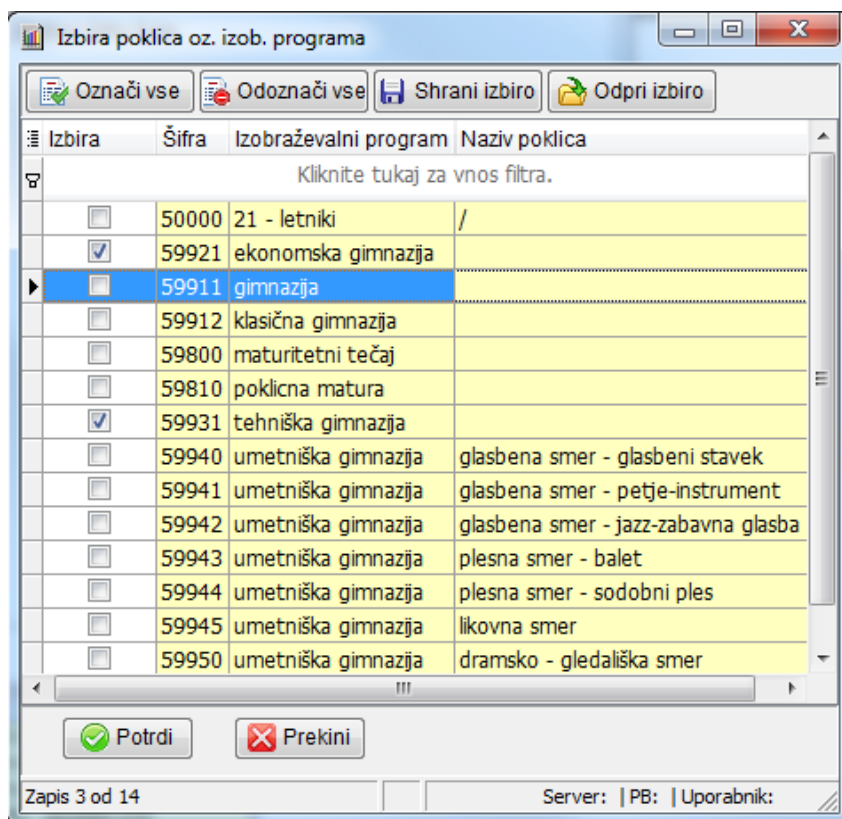 Izbira poklica oz. izob. programa
Označi vse Odoznači vse Shrani izbiro Odpri izbiro
Izbira Šifra Izobraževalni program Naziv poklica
Kliknite tukaj za vnos filtra.
50000 21 - letniki /
59921 ekonomska gimnazija
59911 gimnazija
59912 klasična gimnazija
59800 maturitetni tečaj
59810 poklicna matura
59931 tehniška gimnazija
59940 umetniška gimnazija glasbena smer - glasbeni stavek
59941 umetniška gimnazija glasbena smer - petje-instrument
59942 umetniška gimnazija glasbena smer - jazz-zabavna glasba
59943 umetniška gimnazija plesna smer - balet
59944 umetniška gimnazija plesna smer - sodobni ples
59945 umetniška gimnazija likovna smer
59950 umetniška gimnazija dramsko - gledališka smer
Potrdi Prekini
Zapis 3 od 14 Server: | PB: | Uporabnik: